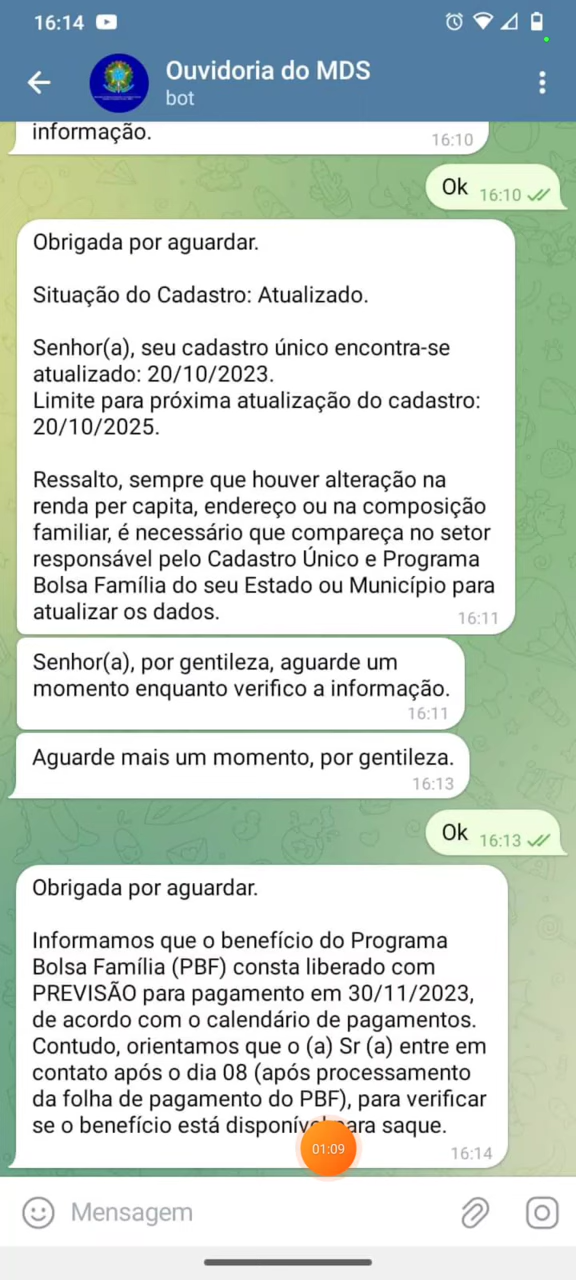 16:14
Ouvidoria do MDS
bot
informação.
16:10
Ok 16:10
Obrigada por aguardar.
Situação do Cadastro: Atualizado.
Senhor(a), seu cadastro único encontra-se
atualizado: 20/10/2023.
Limite para próxima atualização do cadastro:
20/10/2025.
Ressalto, sempre que houver alteração na
renda per capita, endereço ou na composição
familiar, é necessário que compareça no setor
responsável pelo Cadastro Único e Programa
Bolsa Família do seu Estado ou Município para
atualizar os dados.
16:11
Senhor(a), por gentileza, aguarde um
momento enquanto verifico a informação.
16:11
Aguarde mais um momento, por gentileza.
16:13
Ok 16:13
Obrigada por aguardar.
Informamos que o benefício do Programa
Bolsa Família (PBF) consta liberado com
PREVISÃO para pagamento em 30/11/2023,
de acordo com o calendário de pagamentos.
Contudo, orientamos que o (a) Sr (a) entre em
contato após o dia 08 (após processamento
da folha de pagamento do PBF), para verificar
se o benefício está saque.
01:09
16:14
Mensagem